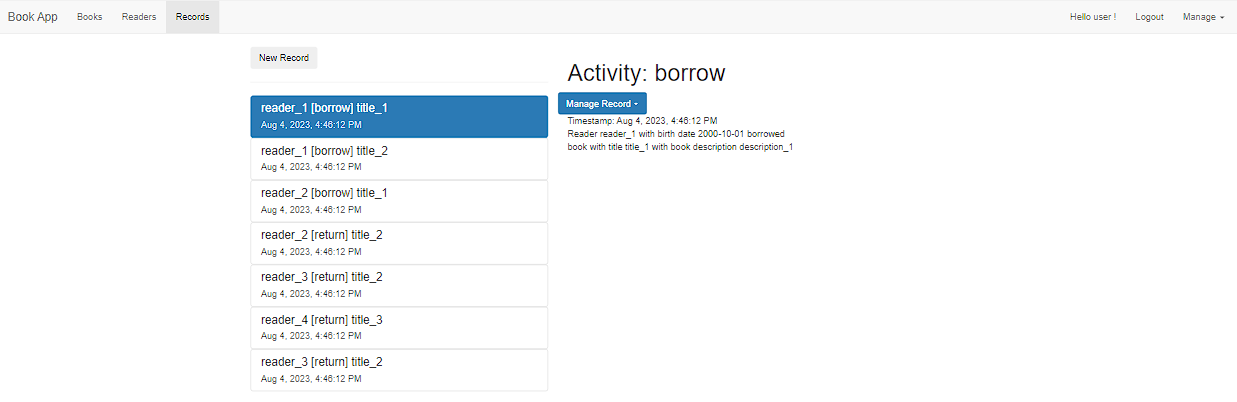 Book App Books Readers Records Hello user ! Logout Manage
New Record
reader_1 [borrow] title_1
Aug 4, 2023, 4:46:12 PM
reader_1 [borrow] title_2
Aug 4, 2023, 4:46:12 PM
reader_2 [borrow] title_1
Aug 4, 2023, 4:46:12 PM
reader_2 [return] title_2
Aug 4, 2023, 4:46:12 PM
reader_3 [return] title_2
Aug 4, 2023, 4:46:12 PM
reader_4 [return] title_3
Aug 4, 2023, 4:46:12 PM
reader_3 [return] title_2
Aug 4, 2023, 4:46:12 PM
Activity: borrow
Manage Record
Timestamp: Aug 4, 2023, 4:46:12 PM
Reader reader_1 with birth date 2000-10-01 borrowed
book with title title_1 with book description description_1